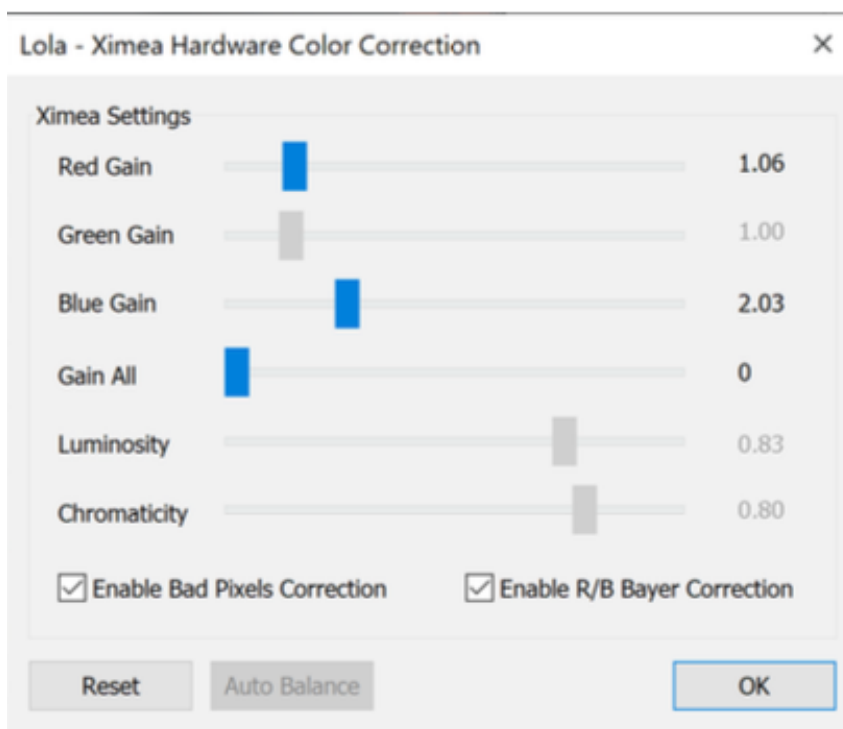 Lola - Ximea Hardware Color Correction
Ximea Settings
Red Gain 1.06
Green Gain 1.00
Blue Gain 2.03
Gain All 0
Luminosity 0.83
Chromaticity 0.80
Enable Bad Pixels Correction Enable R/B Bayer Correction
Reset Auto Balance OK